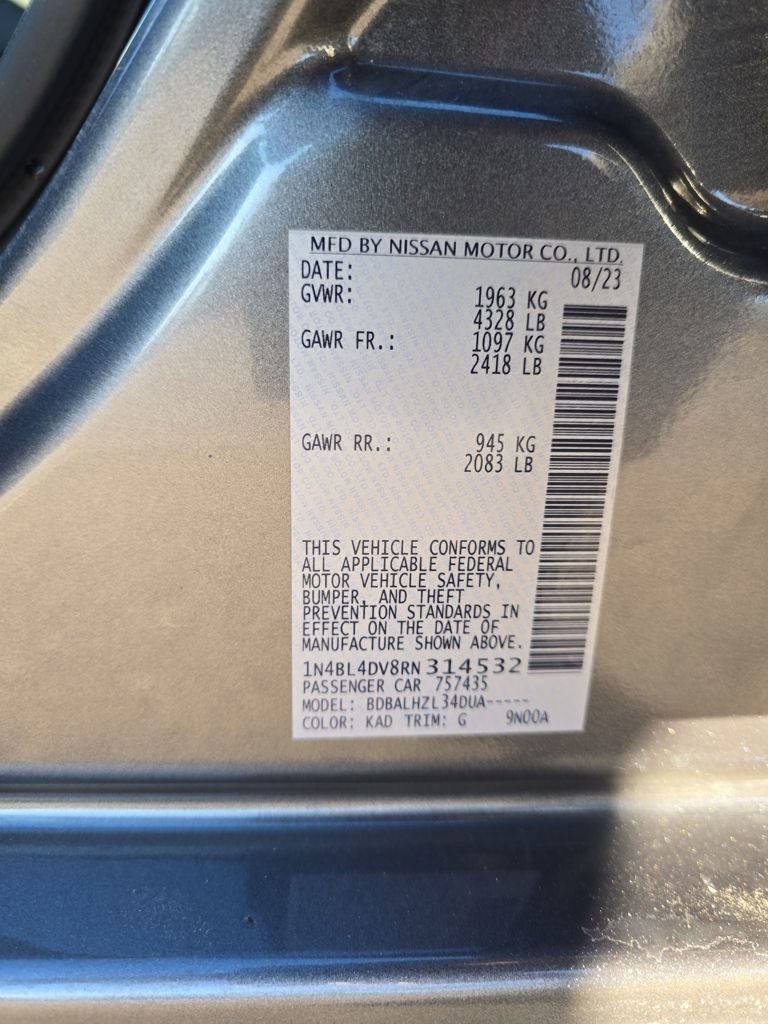 MFD BY NISSAN MOTOR CO., LTD.
DATE: 08/23
GVWR: 1963 KG
4328 LB
GAWR FR.: 1097 KG
2418 LB
GAWR RR.: 945 KG
2083 LB
THIS VEHICLE CONFORMS TO
ALL APPLICABLE FEDERAL
MOTOR VEHICLE SAFETY,
BUMPER, AND THEFT
PREVENTION STANDARDS IN
EFFECT ON THE DATE OF
MANUFACTURE SHOWN ABOVE.
1N4BL4DV8RN314532
PASSENGER CAR 757435
MODEL: BDBALHZL34DUA-----
COLOR: KAD TRIM: G 9N00A